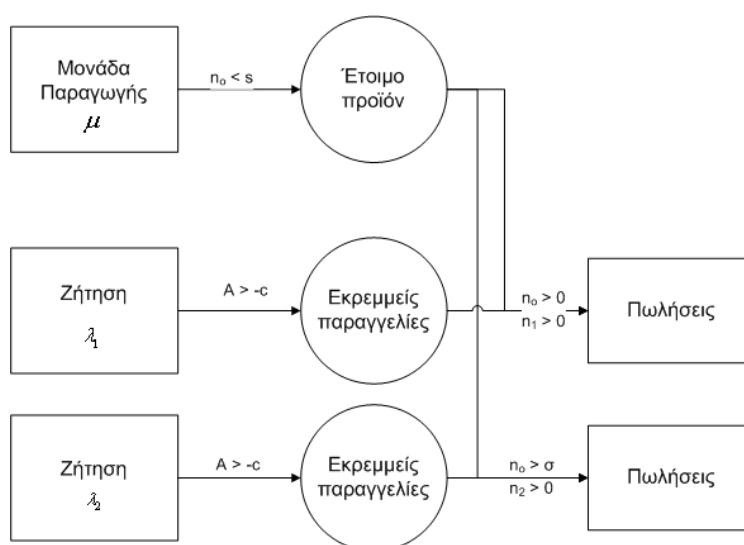 Μονάδα
Παραγωγής
μ
n₀ < s
Έτοιμο
προϊόν
Ζήτηση
λ₁
A > -c
Εκρεμμείς
παραγγελίες
n₀ > 0
n₁ > 0
Πωλήσεις
Ζήτηση
λ₂
A > -c
Εκρεμμείς
παραγγελίες
n₀ > σ
n₂ > 0
Πωλήσεις